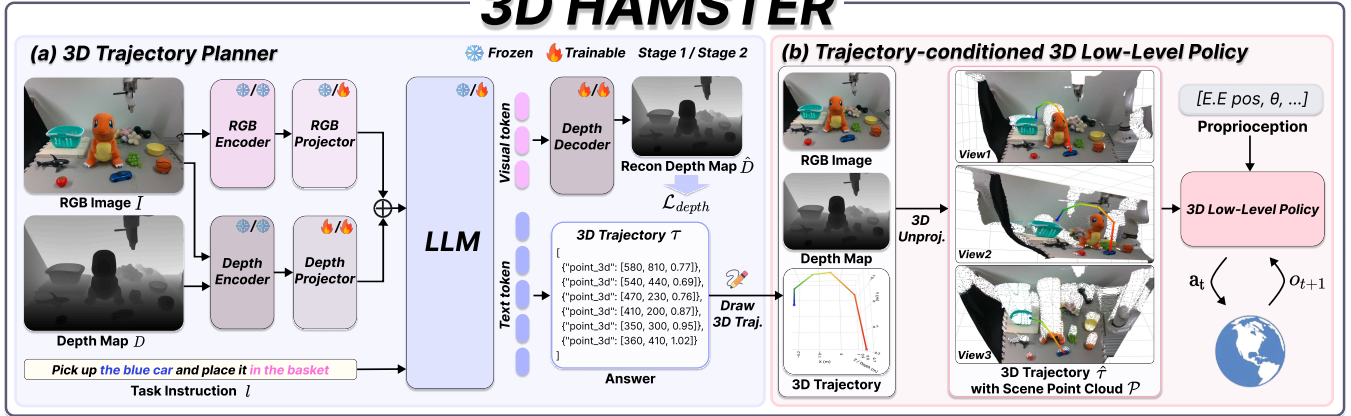 3D HAMSTER
(a) 3D Trajectory Planner
Frozen
Trainable
Stage 1 / Stage 2
RGB Image I
Depth Map D
Pick up the blue car and place it in the basket
Task Instruction l
/
RGB
Encoder
/
RGB
Projector
/
Depth
Encoder
/
Depth
Projector
/
LLM
Visual token
Text token
/
Depth
Decoder
Recon Depth Map D̂
ℒdepth
3D Trajectory τ
[
{"point_3d": [580, 810, 0.77]},
{"point_3d": [540, 440, 0.69]},
{"point_3d": [470, 230, 0.76]},
{"point_3d": [410, 200, 0.87]},
{"point_3d": [350, 300, 0.95]},
{"point_3d": [360, 410, 1.02]}
]
Answer
Draw
3D Traj.
(b) Trajectory-conditioned 3D Low-Level Policy
RGB Image
Depth Map
X (m)
3D Trajectory
3D
Unproj.
View1
View2
View3
3D Trajectory τ̂
with Scene Point Cloud 𝒫
[E.E pos, θ, ...]
Proprioception
3D Low-Level Policy
aₜ
oₜ₊₁